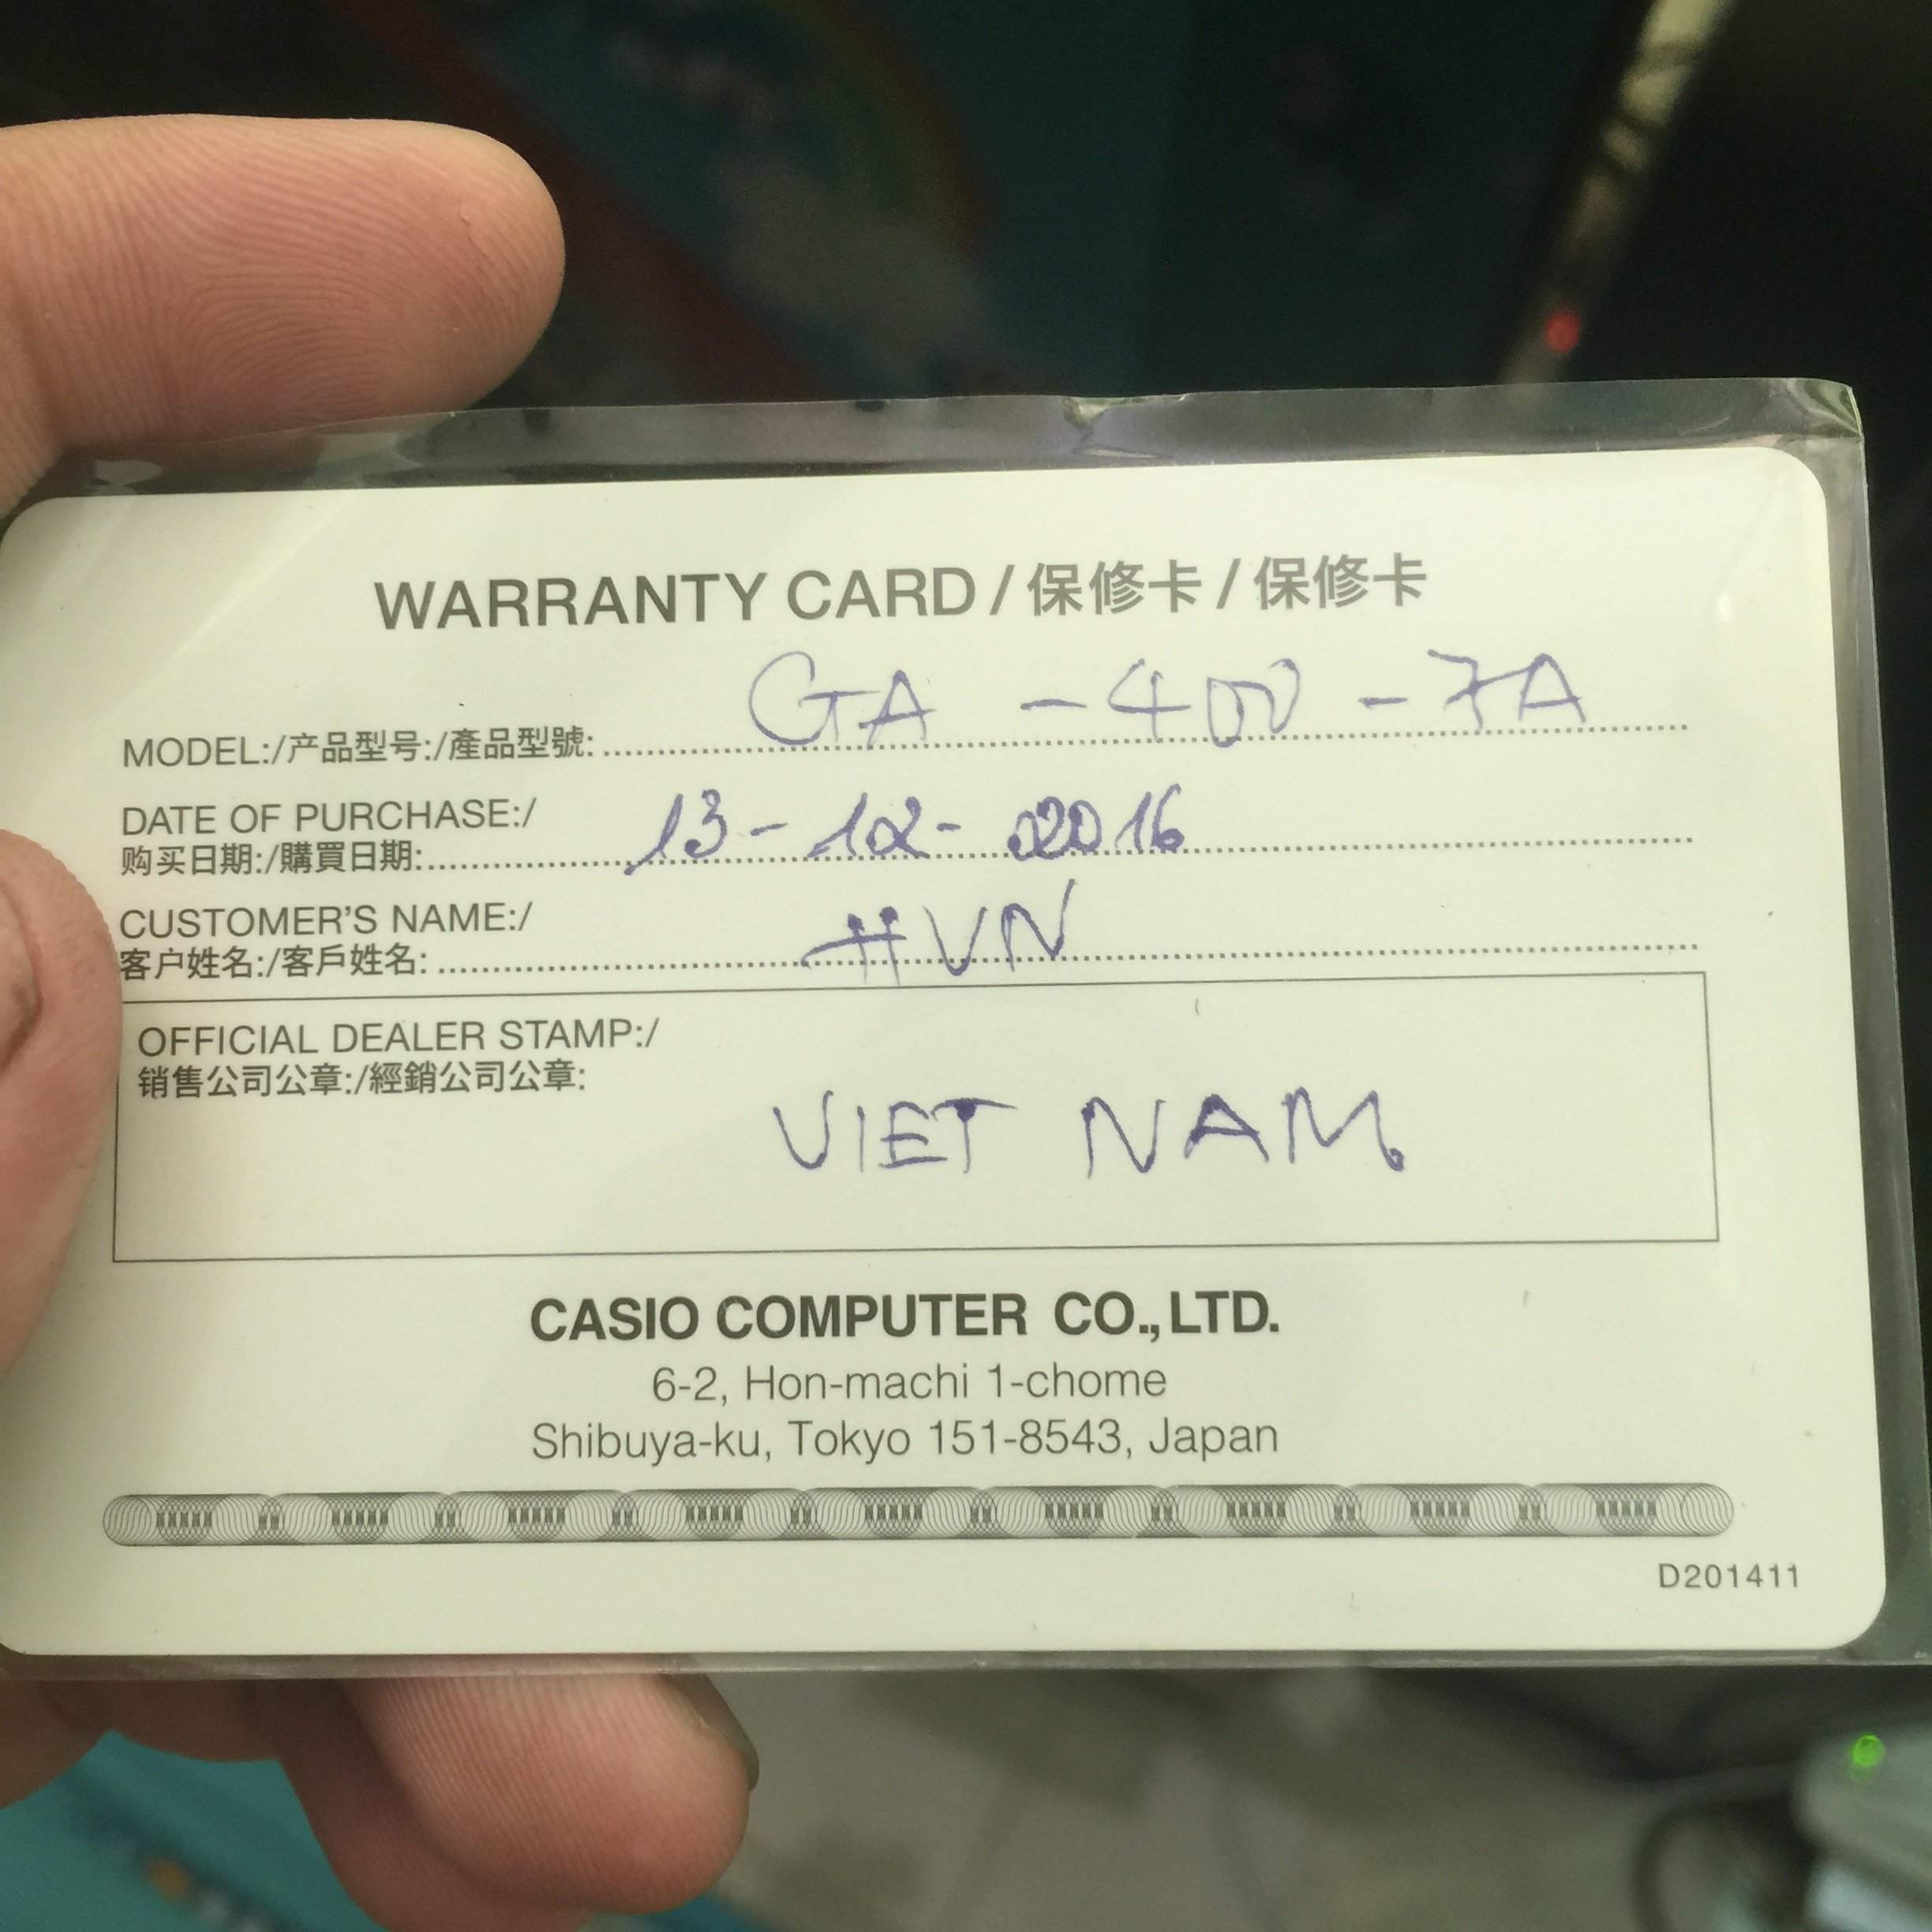 WARRANTY CARD / 保修卡 / 保修卡
MODEL:/产品型号:/產品型號: GA - 400 - 7A
DATE OF PURCHASE:/
购买日期:/購買日期: 13 - 12 - 2016
CUSTOMER'S NAME:/
客户姓名:/客戶姓名: HVN
OFFICIAL DEALER STAMP:/
销售公司公章:/經銷公司公章:
VIET NAM
CASIO COMPUTER CO., LTD.
6-2, Hon-machi 1-chome
Shibuya-ku, Tokyo 151-8543, Japan
D201411